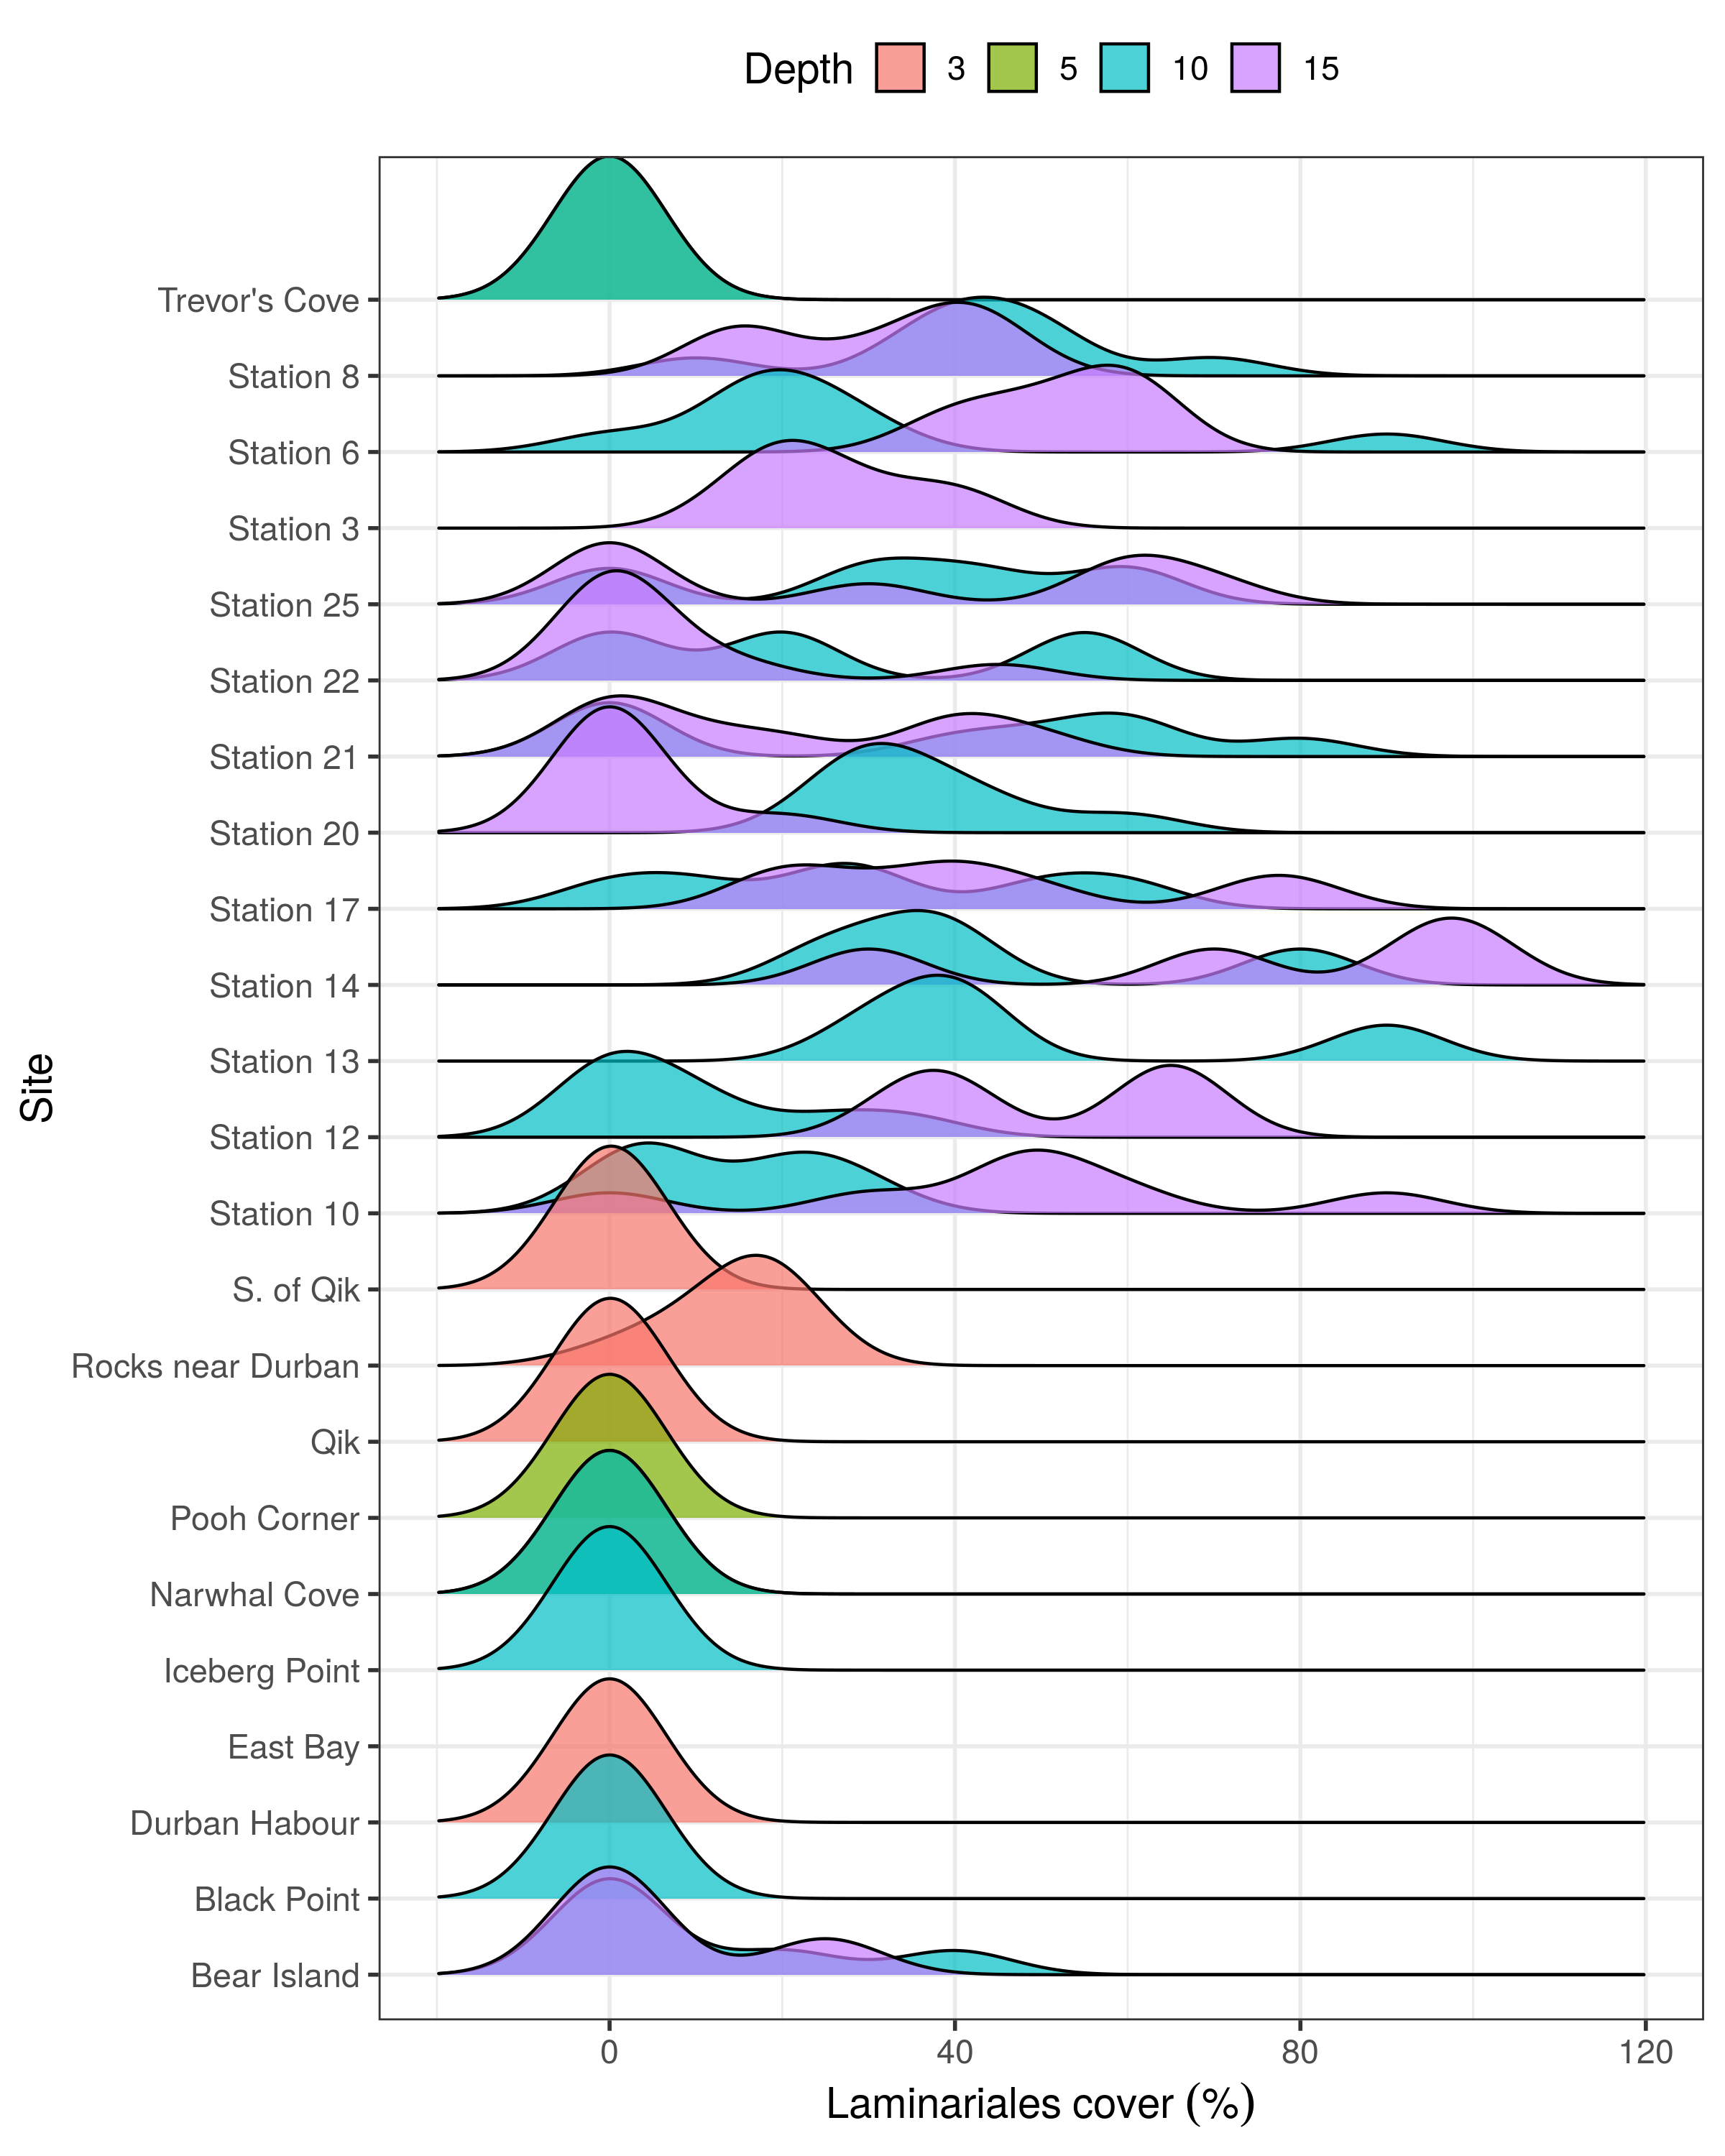 Depth 3 5 10 15
Trevor's Cove
Station 8
Station 6
Station 3
Station 25
Station 22
Station 21
Station 20
Station 17
Station 14
Station 13
Station 12
Station 10
S. of Qik
Rocks near Durban
Qik
Pooh Corner
Narwhal Cove
Iceberg Point
East Bay
Durban Habour
Black Point
Bear Island
Site
0 40 80 120
Laminariales cover (%)